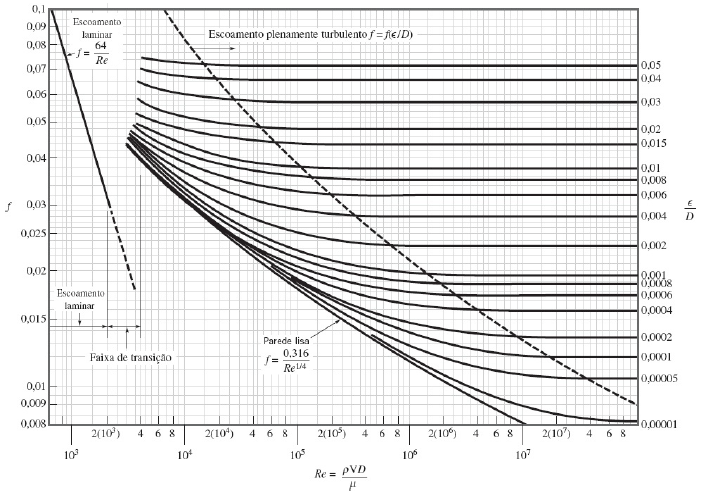 0,1
0,09
0,08
0,07
0,06
0,05
0,04
f
0,03
0,025
0,02
0,015
0,01
0,009
0,008
Escoamento
laminar
f = 64
Re
Escoamento plenamente turbulento f = f(ϵ/D)
Escoamento
laminar
Faixa de transição
Parede lisa
f = 0,316
Re^1/4
0,05
0,04
0,03
0,02
0,015
0,01
0,008
0,006
0,004
0,002
0,001
0,0008
0,0006
0,0004
0,0002
0,0001
0,00005
0,00001
ϵ
D
2(10³) 4 6 8 2(10⁴) 4 6 8 2(10⁵) 4 6 8 2(10⁶) 4 6 8 2(10⁷) 4 6 8
10³ 10⁴ 10⁵ 10⁶ 10⁷
Re = ρVD
μ